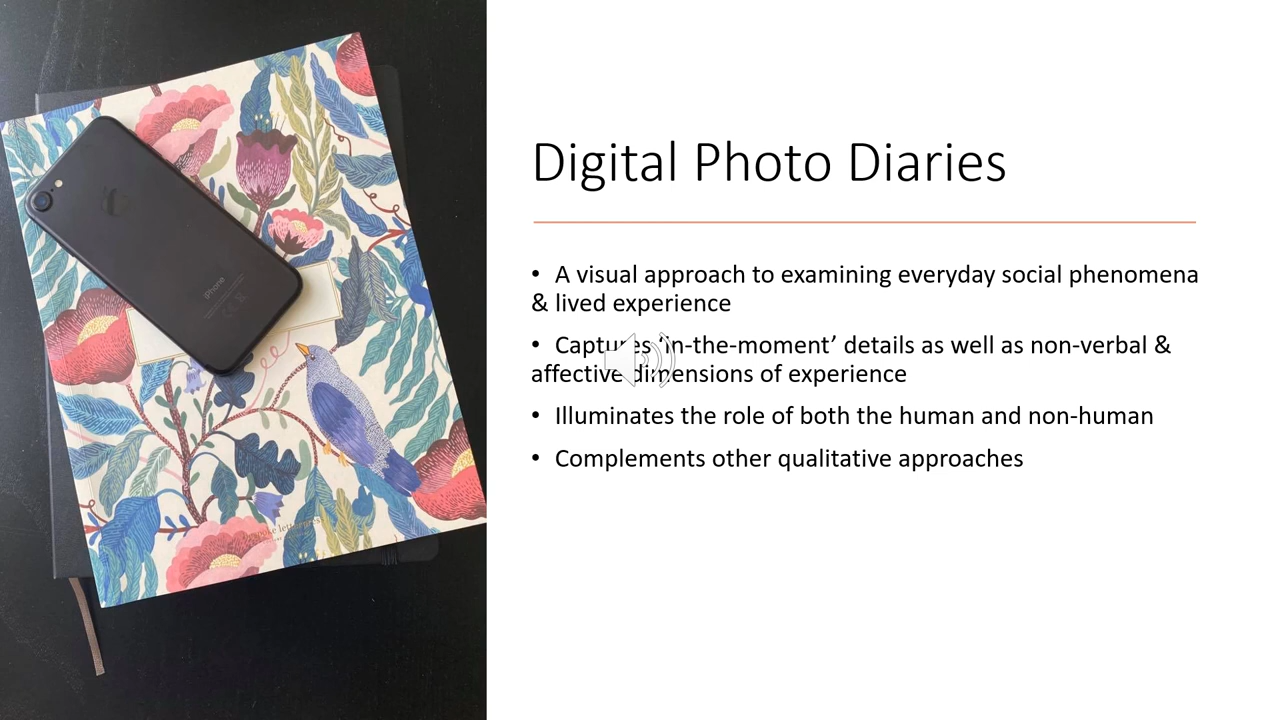 Digital Photo Diaries
• A visual approach to examining everyday social phenomena
& lived experience
• Captures ‘in-the-moment’ details as well as non-verbal &
affective dimensions of experience
• Illuminates the role of both the human and non-human
• Complements other qualitative approaches
iPhone